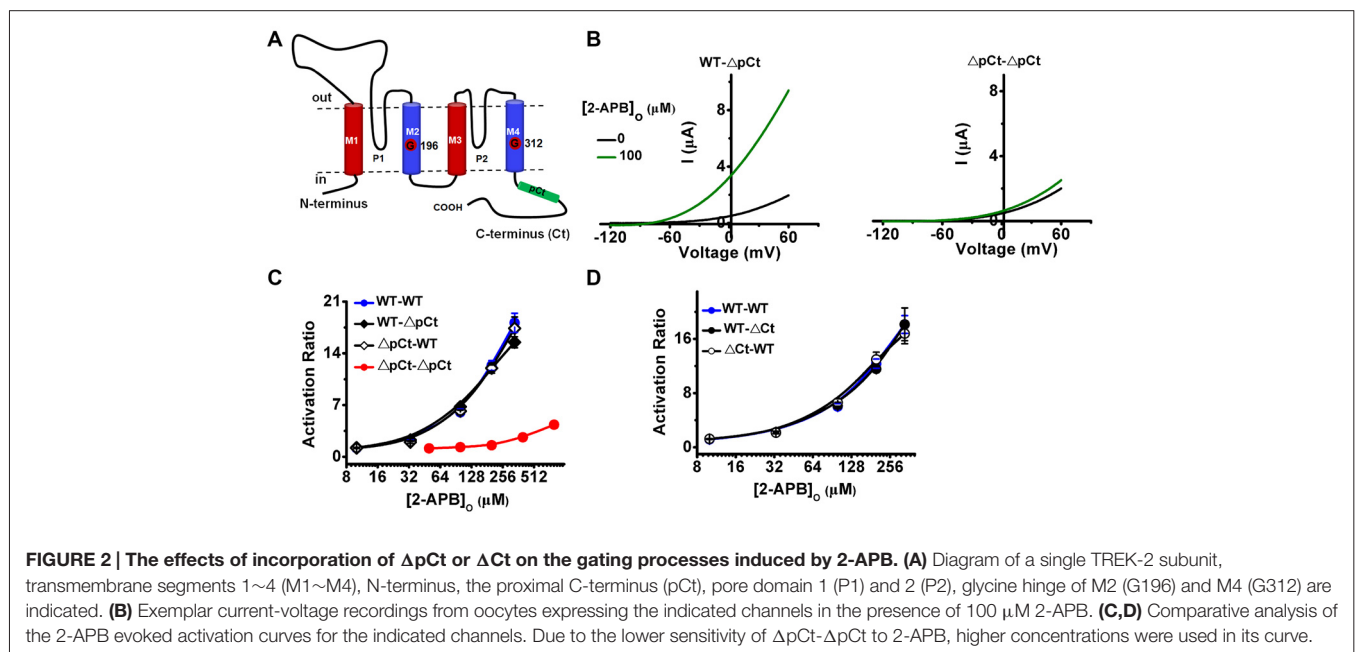 A
out
in
M1
M2
M3
M4
G
196
G
312
P1
P2
pCt
N-terminus
COOH
C-terminus (Ct)
B
WT-△pCt
[2-APB]O (μM)
0
100
I (μA)
8
4
0
-120
-60
0
60
Voltage (mV)
△pCt-△pCt
I (μA)
8
4
0
-120
-60
0
60
Voltage (mV)
C
WT-WT
WT-△pCt
△pCt-WT
△pCt-△pCt
Activation Ratio
21
14
7
0
8
16
32
64
128
256
512
[2-APB]O (μM)
D
WT-WT
WT-△Ct
△Ct-WT
Activation Ratio
16
8
0
8
16
32
64
128
256
[2-APB]O (μM)
FIGURE 2 | The effects of incorporation of ΔpCt or ΔCt on the gating processes induced by 2-APB. (A) Diagram of a single TREK-2 subunit,
transmembrane segments 1~4 (M1~M4), N-terminus, the proximal C-terminus (pCt), pore domain 1 (P1) and 2 (P2), glycine hinge of M2 (G196) and M4 (G312) are
indicated. (B) Exemplar current-voltage recordings from oocytes expressing the indicated channels in the presence of 100 μM 2-APB. (C,D) Comparative analysis of
the 2-APB evoked activation curves for the indicated channels. Due to the lower sensitivity of ΔpCt-ΔpCt to 2-APB, higher concentrations were used in its curve.